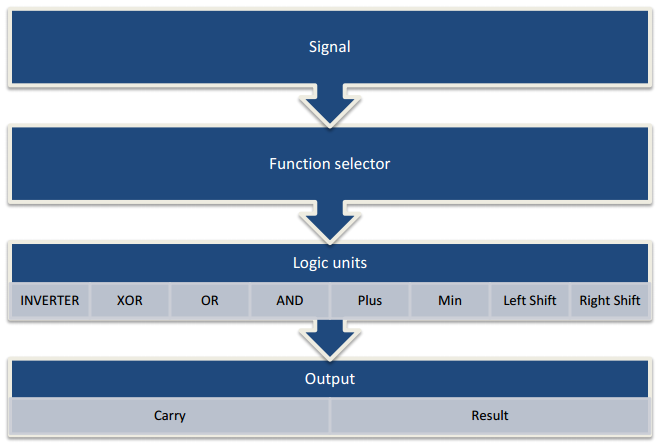 Signal
Function selector
Logic units
INVERTER XOR OR AND Plus Min Left Shift Right Shift
Output
Carry Result